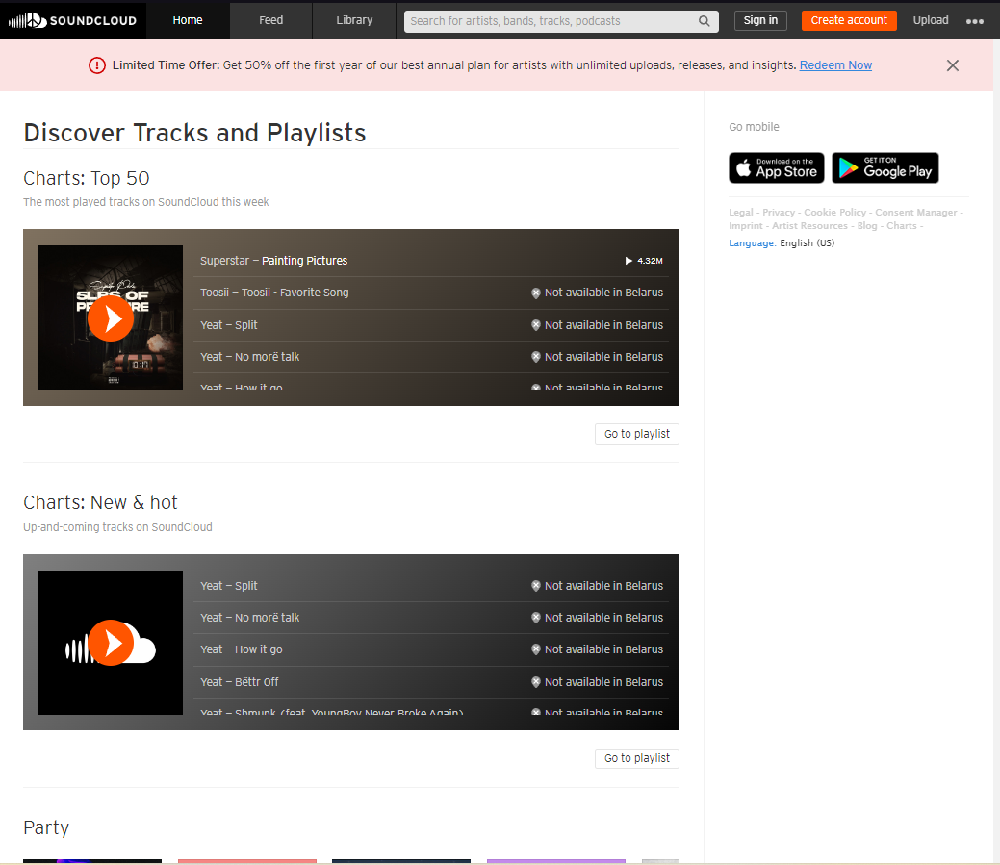 SOUNDCLOUD
Home
Feed
Library
Search for artists, bands, tracks, podcasts
Sign in
Create account
Upload
Limited Time Offer: Get 50% off the first year of our best annual plan for artists with unlimited uploads, releases, and insights. Redeem Now
Discover Tracks and Playlists
Charts: Top 50
The most played tracks on SoundCloud this week
Superstar – Painting Pictures
4.32M
Toosii – Toosii - Favorite Song
Not available in Belarus
Yeat – Split
Not available in Belarus
Yeat – No morë talk
Not available in Belarus
Yeat – How it go
Not available in Belarus
Go to playlist
Charts: New & hot
Up-and-coming tracks on SoundCloud
Yeat – Split
Not available in Belarus
Yeat – No morë talk
Not available in Belarus
Yeat – How it go
Not available in Belarus
Yeat – Bëttr Off
Not available in Belarus
Yeat – Shmunk (feat. YoungBoy Never Broke Again)
Not available in Belarus
Go to playlist
Party
Go mobile
Download on the
App Store
GET IT ON
Google Play
Legal - Privacy - Cookie Policy - Consent Manager -
Imprint - Artist Resources - Blog - Charts -
Language: English (US)